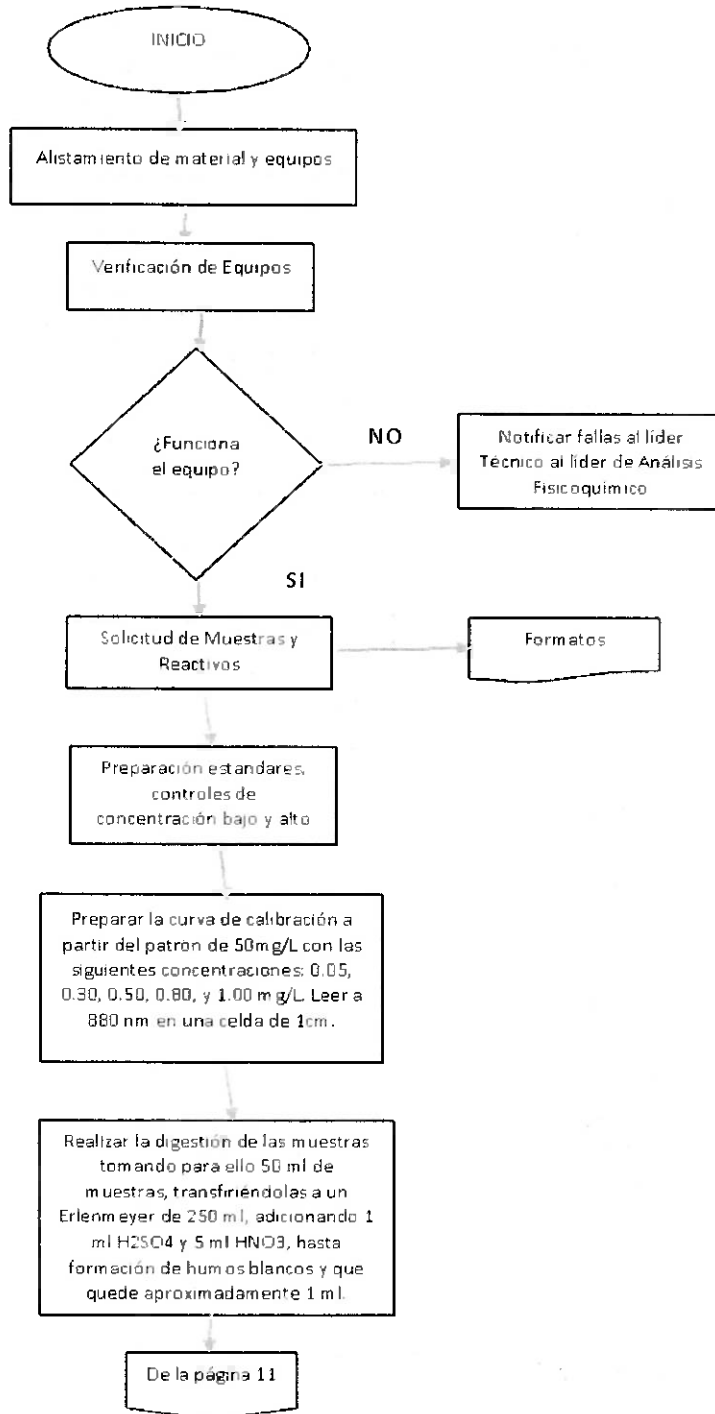 INICIO
Alistamiento de material y equipos
Verificación de Equipos
¿Funciona
el equipo?
NO
Notificar fallas al líder
Técnico al líder de Análisis
Fisicoquímico
SI
Solicitud de Muestras y
Reactivos
Formatos
Preparación estandares,
controles de
concentración bajo y alto
Preparar la curva de calibración a
partir del patrón de 50mg/L con las
siguientes concentraciones: 0.05,
0.30, 0.50, 0.80, y 1.00 mg/L. Leer a
880 nm en una celda de 1cm.
Realizar la digestión de las muestras
tomando para ello 50 ml de
muestras, transfiriéndolas a un
Erlenmeyer de 250 ml, adicionando 1
ml H2SO4 y 5 ml HNO3, hasta
formación de humos blancos y que
quede aproximadamente 1 ml.
De la página 11